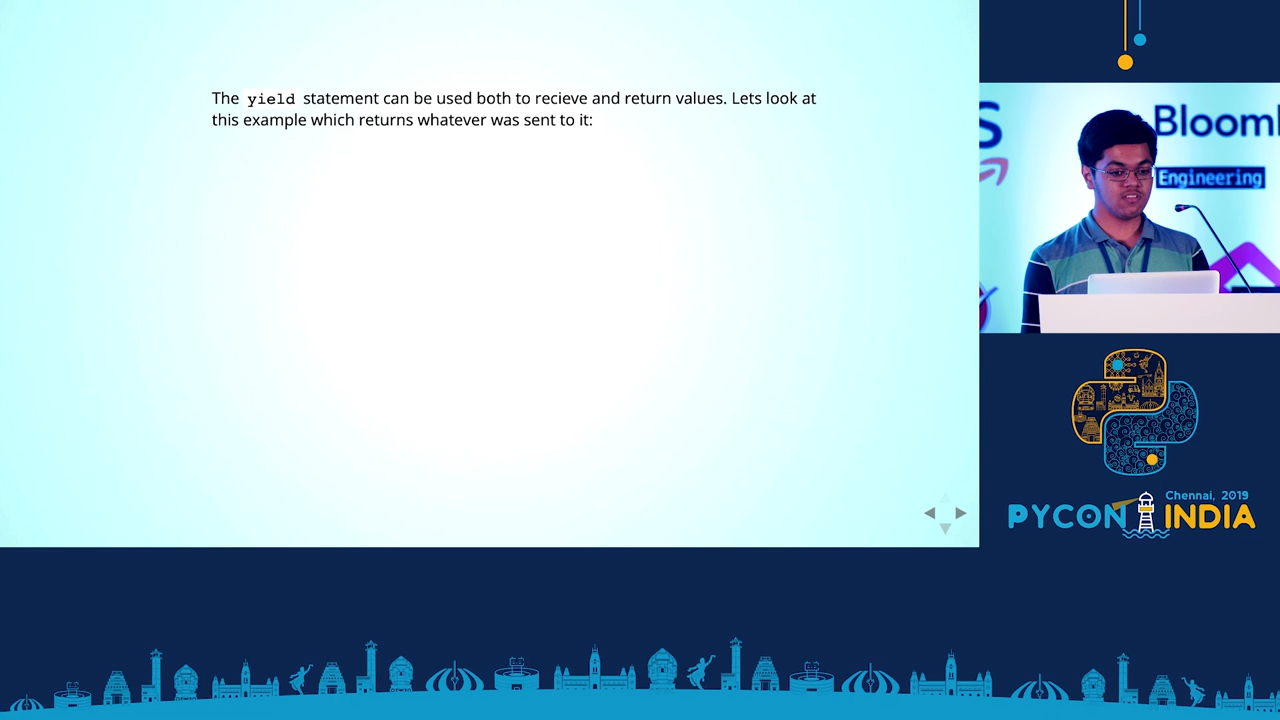 The yield statement can be used both to recieve and return values. Lets look at
this example which returns whatever was sent to it:
S
Bloom
Engineering
Chennai, 2019
PYCON INDIA